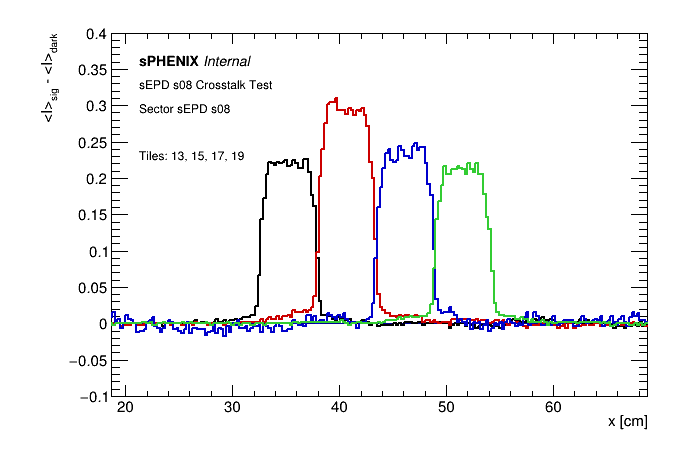 <I>sig - <I>dark
0.4
0.35
0.3
0.25
0.2
0.15
0.1
0.05
0
−0.05
−0.1
sPHENIX Internal
sEPD s08 Crosstalk Test
Sector sEPD s08
Tiles: 13, 15, 17, 19
20 30 40 50 60
x [cm]